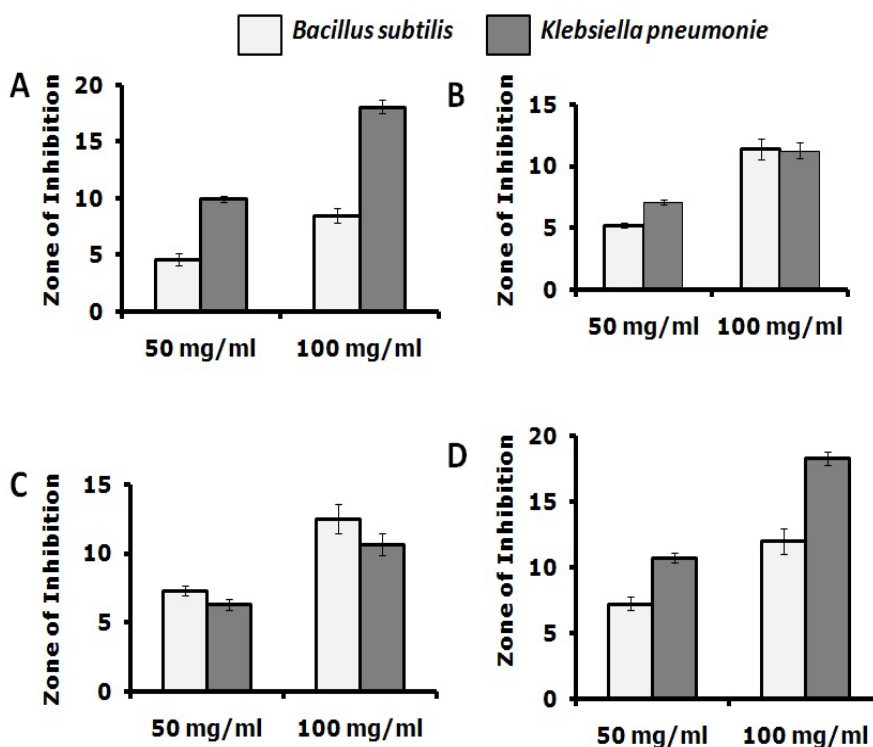 Bacillus subtilis Klebsiella pneumonie
A
Zone of Inhibition
20
15
10
5
0
50 mg/ml 100 mg/ml
B
Zone of Inhibition
15
10
5
0
50 mg/ml 100 mg/ml
C
Zone of Inhibition
15
10
5
0
50 mg/ml 100 mg/ml
D
Zone of Inhibition
20
15
10
5
0
50 mg/ml 100 mg/ml